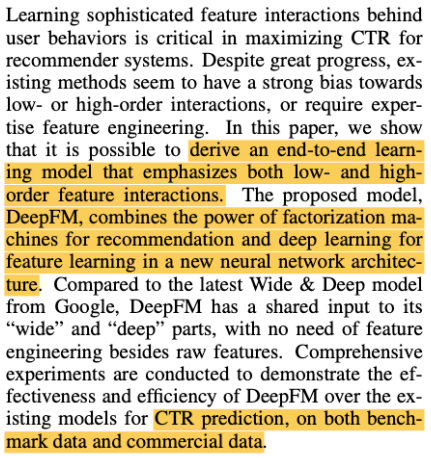 Learning sophisticated feature interactions behind
user behaviors is critical in maximizing CTR for
recommender systems. Despite great progress, ex-
isting methods seem to have a strong bias towards
low- or high-order interactions, or require exper-
tise feature engineering. In this paper, we show
that it is possible to derive an end-to-end learn-
ing model that emphasizes both low- and high-
order feature interactions. The proposed model,
DeepFM, combines the power of factorization ma-
chines for recommendation and deep learning for
feature learning in a new neural network architec-
ture. Compared to the latest Wide & Deep model
from Google, DeepFM has a shared input to its
“wide” and “deep” parts, with no need of feature
engineering besides raw features. Comprehensive
experiments are conducted to demonstrate the ef-
fectiveness and efficiency of DeepFM over the ex-
isting models for CTR prediction, on both bench-
mark data and commercial data.